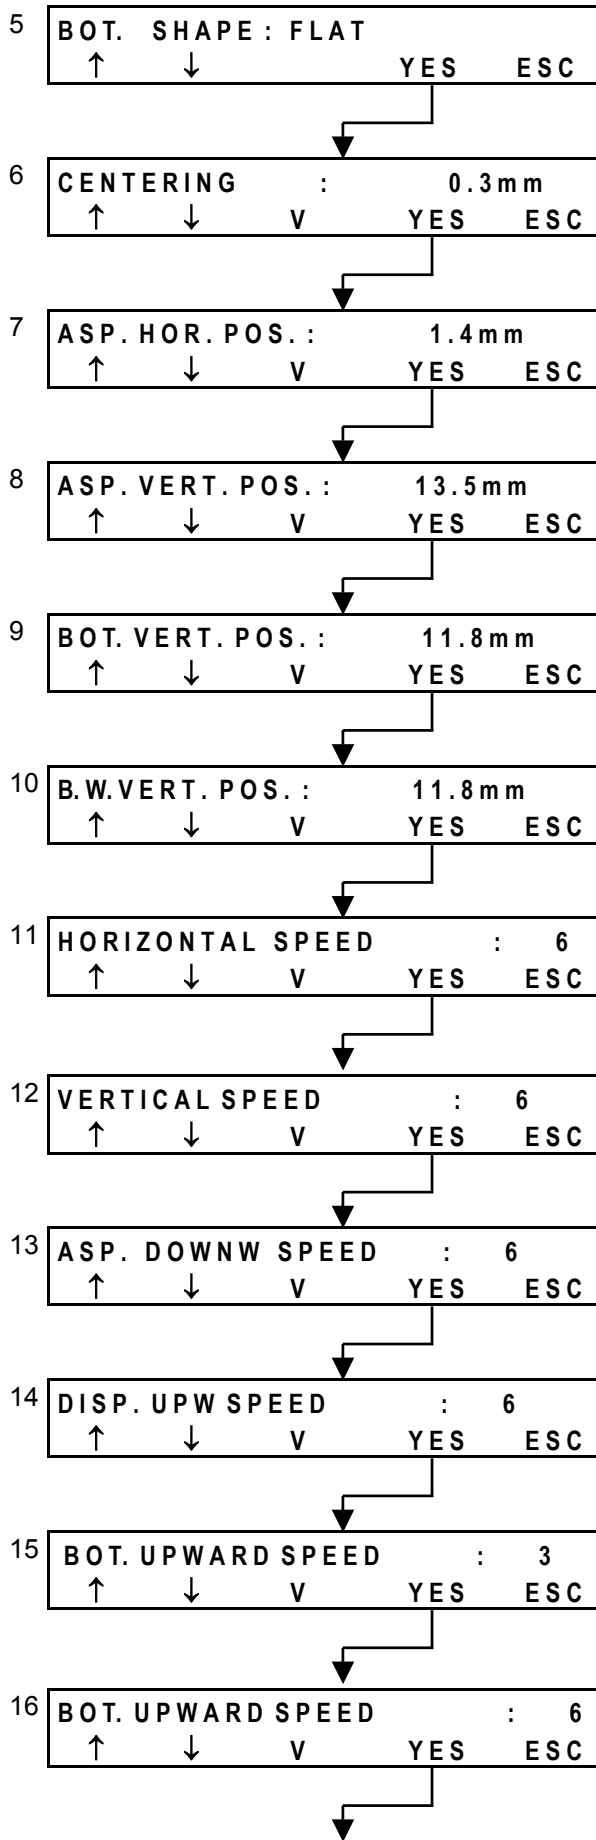 5 BOT. SHAPE : FLAT
↑ ↓ YES ESC
6 CENTERING : 0.3mm
↑ ↓ V YES ESC
7 ASP. HOR. POS. : 1.4mm
↑ ↓ V YES ESC
8 ASP. VERT. POS. : 13.5mm
↑ ↓ V YES ESC
9 BOT. VERT. POS. : 11.8mm
↑ ↓ V YES ESC
10 B.W.VERT. POS. : 11.8mm
↑ ↓ V YES ESC
11 HORIZONTAL SPEED : 6
↑ ↓ V YES ESC
12 VERTICAL SPEED : 6
↑ ↓ V YES ESC
13 ASP. DOWNW SPEED : 6
↑ ↓ V YES ESC
14 DISP. UPW SPEED : 6
↑ ↓ V YES ESC
15 BOT. UPWARD SPEED : 3
↑ ↓ V YES ESC
16 BOT. UPWARD SPEED : 6
↑ ↓ V YES ESC